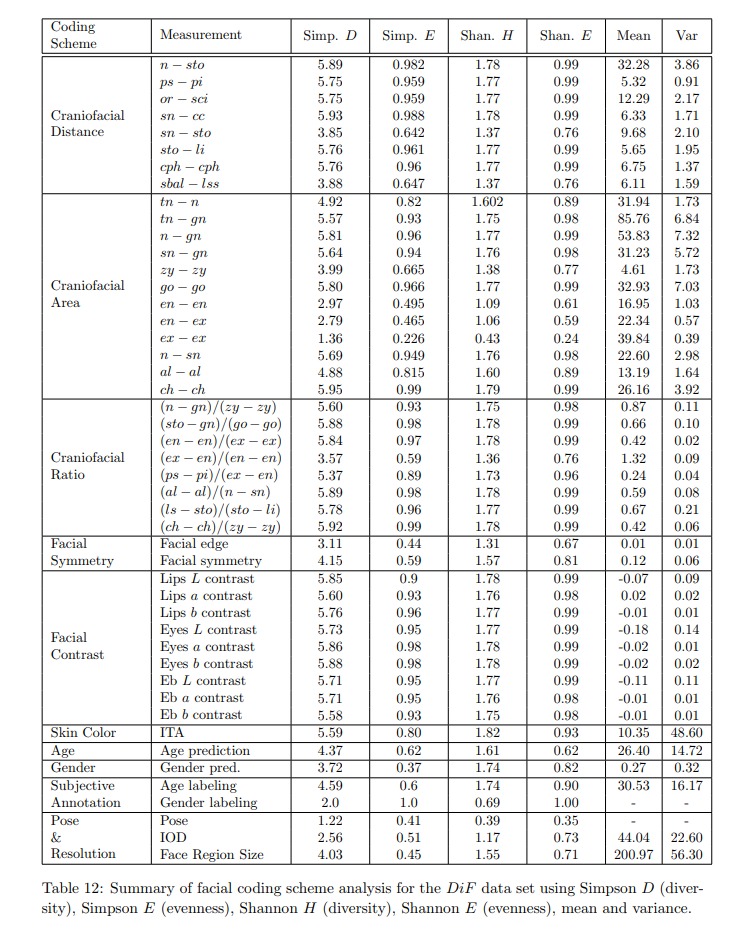 Coding Scheme Measurement Simp. D Simp. E Shan. H Shan. E Mean Var
Craniofacial Distance
n − sto 5.89 0.982 1.78 0.99 32.28 3.86
ps − pi 5.75 0.959 1.77 0.99 5.32 0.91
or − sci 5.75 0.959 1.77 0.99 12.29 2.17
sn − cc 5.93 0.988 1.78 0.99 6.33 1.71
sn − sto 3.85 0.642 1.37 0.76 9.68 2.10
sto − li 5.76 0.961 1.77 0.99 5.65 1.95
cph − cph 5.76 0.96 1.77 0.99 6.75 1.37
sbal − lss 3.88 0.647 1.37 0.76 6.11 1.59
Craniofacial Area
tn − n 4.92 0.82 1.602 0.89 31.94 1.73
tn − gn 5.57 0.93 1.75 0.98 85.76 6.84
n − gn 5.81 0.96 1.77 0.99 53.83 7.32
sn − gn 5.64 0.94 1.76 0.98 31.23 5.72
zy − zy 3.99 0.665 1.38 0.77 4.61 1.73
go − go 5.80 0.966 1.77 0.99 32.93 7.03
en − en 2.97 0.495 1.09 0.61 16.95 1.03
en − ex 2.79 0.465 1.06 0.59 22.34 0.57
ex − ex 1.36 0.226 0.43 0.24 39.84 0.39
n − sn 5.69 0.949 1.76 0.98 22.60 2.98
al − al 4.88 0.815 1.60 0.89 13.19 1.64
ch − ch 5.95 0.99 1.79 0.99 26.16 3.92
Craniofacial Ratio
(n − gn)/(zy − zy) 5.60 0.93 1.75 0.98 0.87 0.11
(sto − gn)/(go − go) 5.88 0.98 1.78 0.99 0.66 0.10
(en − en)/(ex − ex) 5.84 0.97 1.78 0.99 0.42 0.02
(ex − en)/(en − en) 3.57 0.59 1.36 0.76 1.32 0.09
(ps − pi)/(ex − en) 5.37 0.89 1.73 0.96 0.24 0.04
(al − al)/(n − sn) 5.89 0.98 1.78 0.99 0.59 0.08
(ls − sto)/(sto − li) 5.78 0.96 1.77 0.99 0.67 0.21
(ch − ch)/(zy − zy) 5.92 0.99 1.78 0.99 0.42 0.06
Facial Symmetry
Facial edge 3.11 0.44 1.31 0.67 0.01 0.01
Facial symmetry 4.15 0.59 1.57 0.81 0.12 0.06
Facial Contrast
Lips L contrast 5.85 0.9 1.78 0.99 -0.07 0.09
Lips a contrast 5.60 0.93 1.76 0.98 0.02 0.02
Lips b contrast 5.76 0.96 1.77 0.99 -0.01 0.01
Eyes L contrast 5.73 0.95 1.77 0.99 -0.18 0.14
Eyes a contrast 5.86 0.98 1.78 0.99 -0.02 0.01
Eyes b contrast 5.88 0.98 1.78 0.99 -0.02 0.02
Eb L contrast 5.71 0.95 1.77 0.99 -0.11 0.11
Eb a contrast 5.71 0.95 1.76 0.98 -0.01 0.01
Eb b contrast 5.58 0.93 1.75 0.98 -0.01 0.01
Skin Color ITA 5.59 0.80 1.82 0.93 10.35 48.60
Age Age prediction 4.37 0.62 1.61 0.62 26.40 14.72
Gender Gender pred. 3.72 0.37 1.74 0.82 0.27 0.32
Subjective Age labeling 4.59 0.6 1.74 0.90 30.53 16.17
Annotation Gender labeling 2.0 1.0 0.69 1.00 - -
Pose Pose 1.22 0.41 0.39 0.35 - -
& IOD 2.56 0.51 1.17 0.73 44.04 22.60
Resolution Face Region Size 4.03 0.45 1.55 0.71 200.97 56.30
Table 12: Summary of facial coding scheme analysis for the DiF data set using Simpson D (diver-
sity), Simpson E (evenness), Shannon H (diversity), Shannon E (evenness), mean and variance.